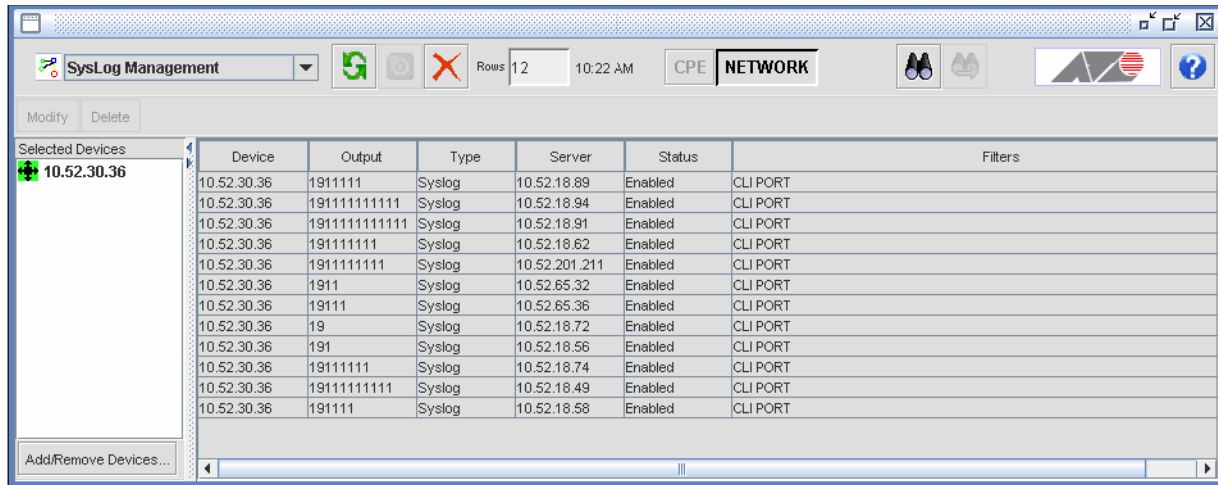 SysLog Management Rows 12 10:22 AM CPE NETWORK
Modify Delete
Selected Devices
10.52.30.36
Device Output Type Server Status Filters
10.52.30.36 1911111 Syslog 10.52.18.89 Enabled CLI PORT
10.52.30.36 191111111111 Syslog 10.52.18.94 Enabled CLI PORT
10.52.30.36 1911111111111 Syslog 10.52.18.91 Enabled CLI PORT
10.52.30.36 191111111 Syslog 10.52.18.62 Enabled CLI PORT
10.52.30.36 1911111111 Syslog 10.52.201.211 Enabled CLI PORT
10.52.30.36 1911 Syslog 10.52.65.32 Enabled CLI PORT
10.52.30.36 19111 Syslog 10.52.65.36 Enabled CLI PORT
10.52.30.36 19 Syslog 10.52.18.72 Enabled CLI PORT
10.52.30.36 191 Syslog 10.52.18.56 Enabled CLI PORT
10.52.30.36 19111111 Syslog 10.52.18.74 Enabled CLI PORT
10.52.30.36 19111111111 Syslog 10.52.18.49 Enabled CLI PORT
10.52.30.36 191111 Syslog 10.52.18.58 Enabled CLI PORT
Add/Remove Devices...